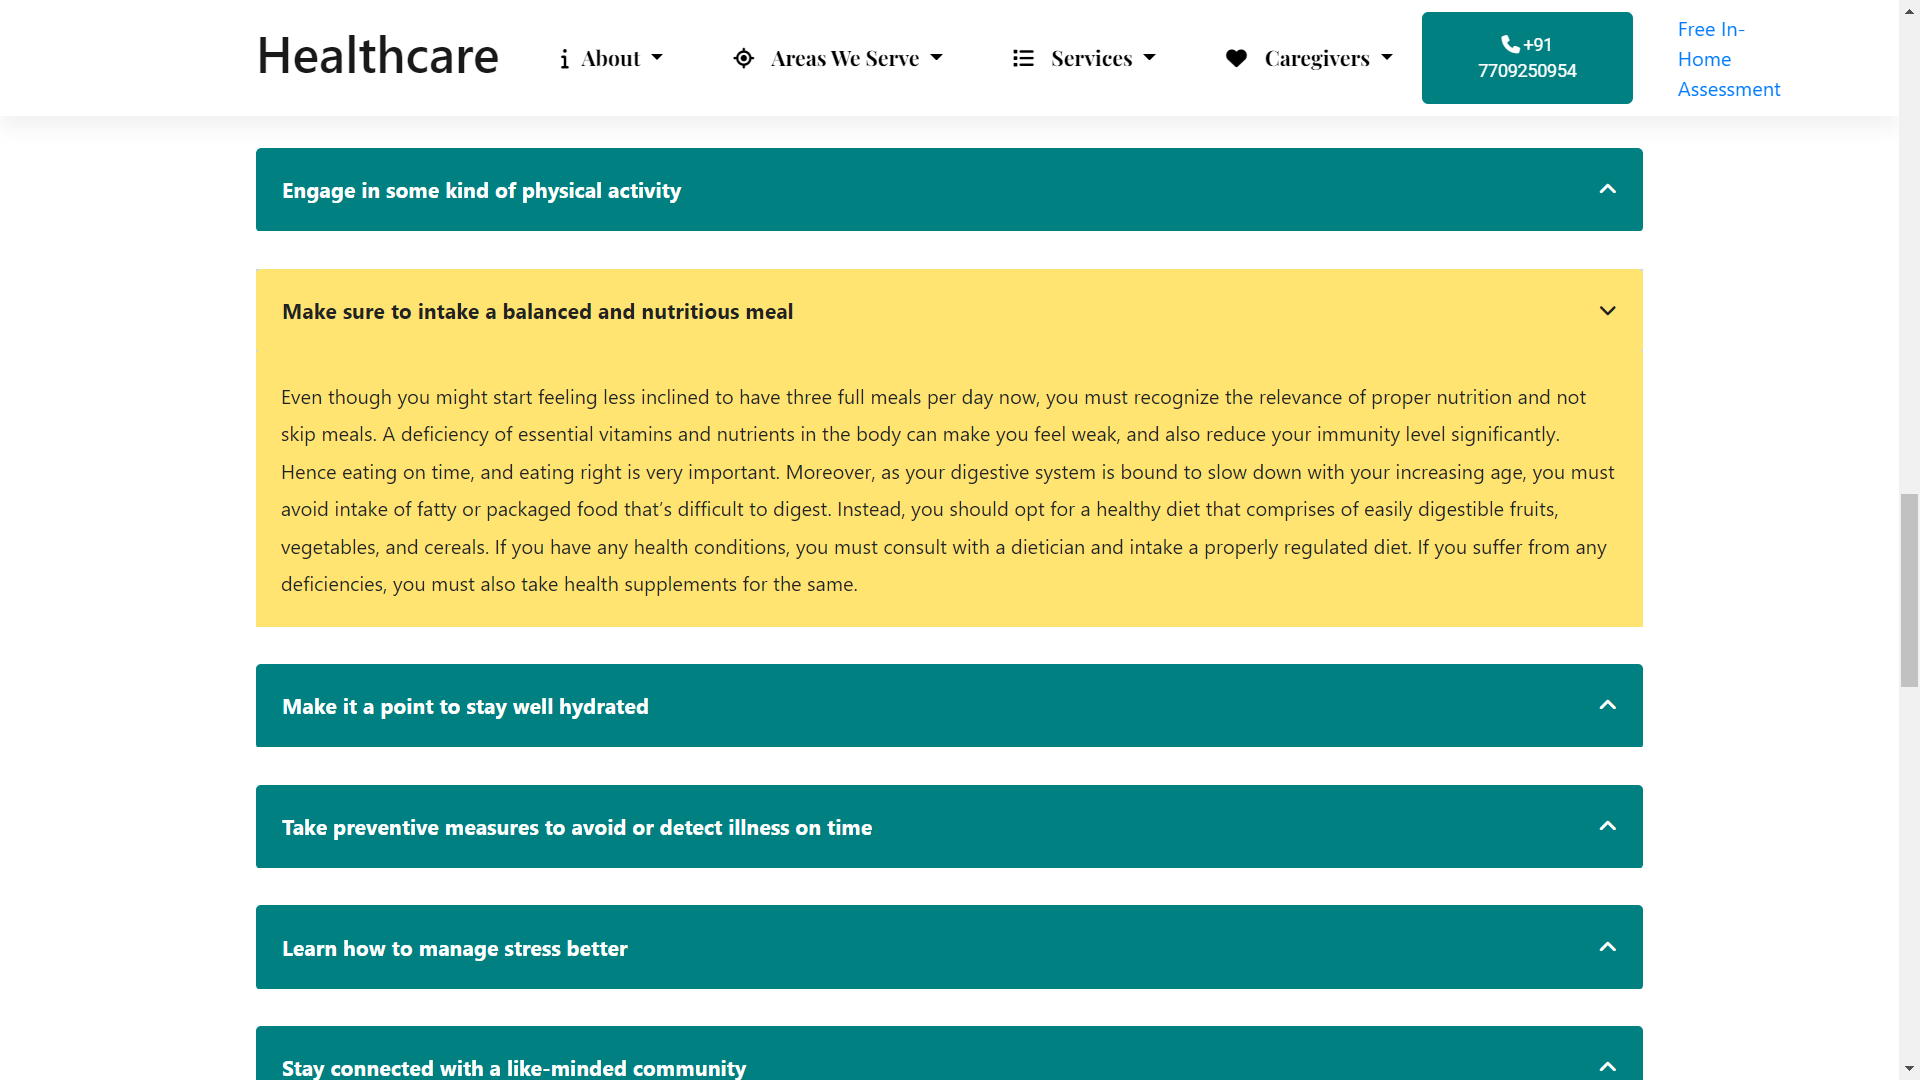 Healthcare
About
Areas We Serve
Services
Caregivers
+91
7709250954
Free In-
Home
Assessment
Engage in some kind of physical activity
Make sure to intake a balanced and nutritious meal
Even though you might start feeling less inclined to have three full meals per day now, you must recognize the relevance of proper nutrition and not
skip meals. A deficiency of essential vitamins and nutrients in the body can make you feel weak, and also reduce your immunity level significantly.
Hence eating on time, and eating right is very important. Moreover, as your digestive system is bound to slow down with your increasing age, you must
avoid intake of fatty or packaged food that’s difficult to digest. Instead, you should opt for a healthy diet that comprises of easily digestible fruits,
vegetables, and cereals. If you have any health conditions, you must consult with a dietician and intake a properly regulated diet. If you suffer from any
deficiencies, you must also take health supplements for the same.
Make it a point to stay well hydrated
Take preventive measures to avoid or detect illness on time
Learn how to manage stress better
Stay connected with a like-minded community